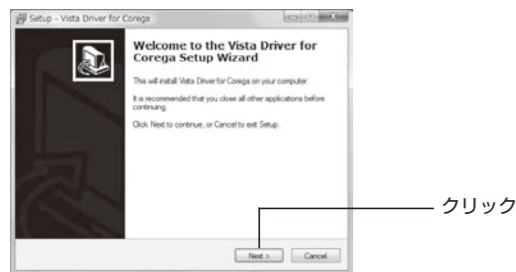 Setup - Vista Driver for Corega
Welcome to the Vista Driver for
Corega Setup Wizard
This will install Vista Driver for Corega on your computer.
It is recommended that you close all other applications before
continuing.
Click Next to continue, or Cancel to exit Setup.
クリック
Next >
Cancel